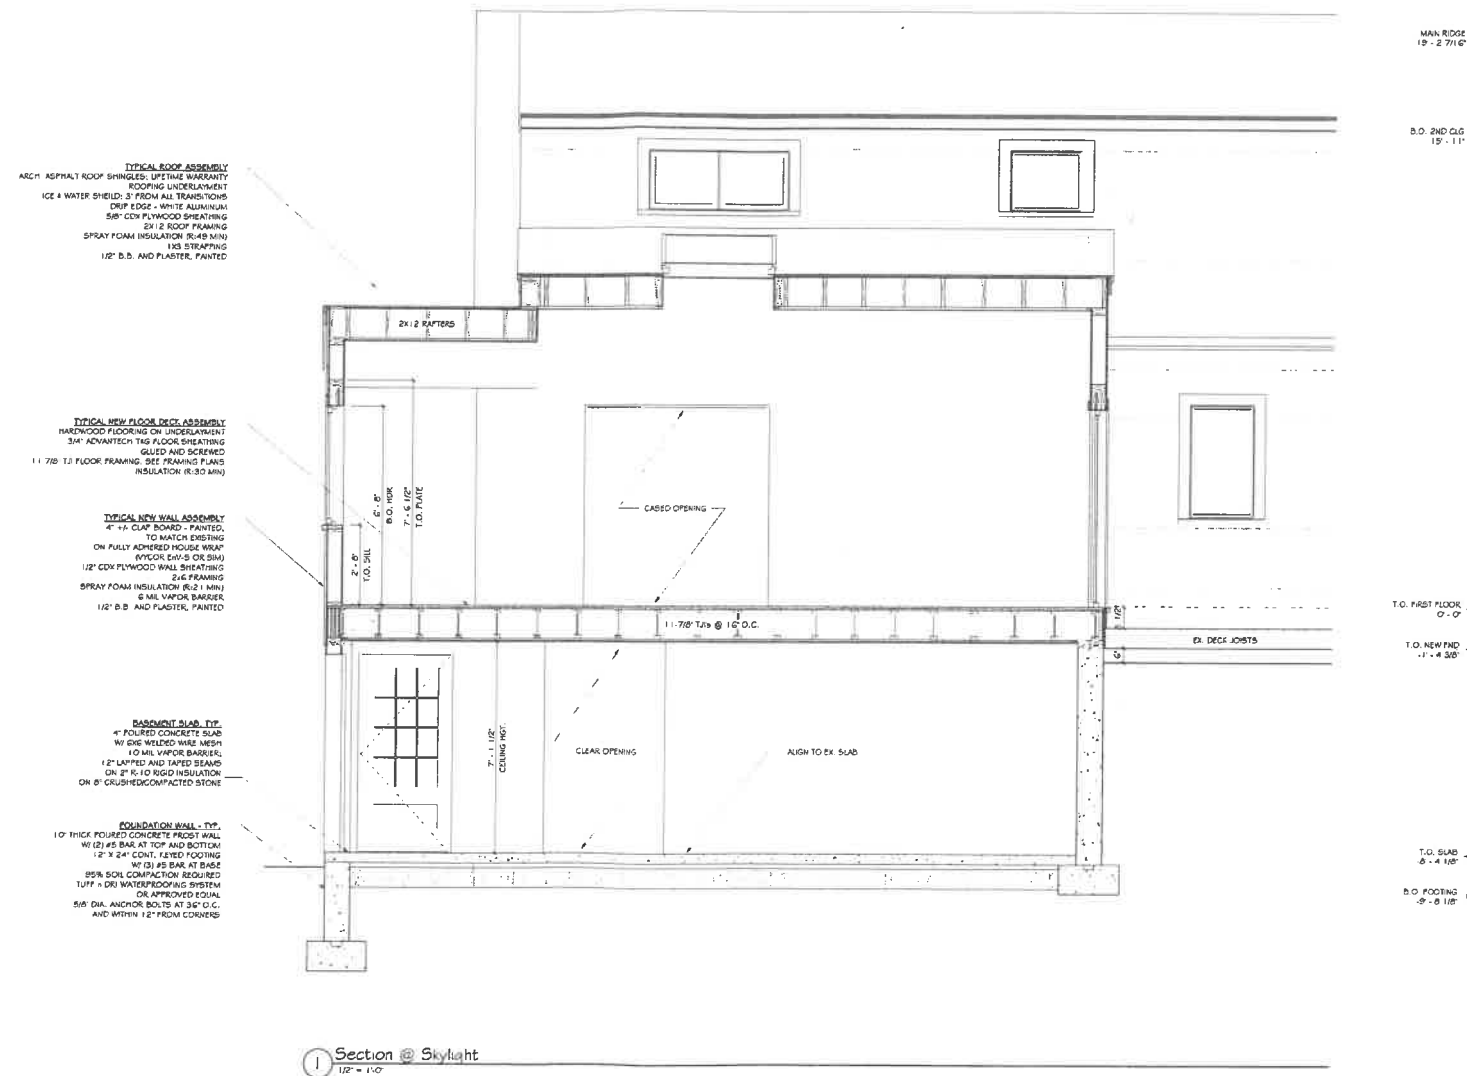 MAIN RIDGE
19' - 2 7/16"
B.O. 2ND CLG
15' - 11"
TYPICAL ROOF ASSEMBLY
ARCH ASPHALT ROOF SHINGLES: LIFETIME WARRANTY
ROOFING UNDERLAYMENT
ICE & WATER SHEILD: 3' FROM ALL TRANSITIONS
DRIP EDGE - WHITE ALUMINUM
5/8" CDX PLYWOOD SHEATHING
2X12 ROOF FRAMING
SPRAY FOAM INSULATION (R:49 MIN)
1X3 STRAPPING
1/2" B.B. AND PLASTER, PAINTED
2X12 RAFTERS
TYPICAL NEW FLOOR DECK ASSEMBLY
HARDWOOD FLOORING ON UNDERLAYMENT
3/4" ADVANTECH T&G FLOOR SHEATHING
GLUED AND SCREWED
11-7/8" TJI FLOOR FRAMING. SEE FRAMING PLANS
INSULATION (R:30 MIN)
TYPICAL NEW WALL ASSEMBLY
4" +/- CLAP BOARD - PAINTED,
TO MATCH EXISTING
ON FULLY ADHERED HOUSE WRAP
(VYCOR ENV-S OR SIM)
1/2" CDX PLYWOOD WALL SHEATHING
2x6 FRAMING
SPRAY FOAM INSULATION (R:21 MIN)
6 MIL VAPOR BARRIER
1/2" B.B. AND PLASTER, PAINTED
2' - 8"
T.O. SILL
6' - 8"
B.O. HDR
7' - 6 1/2"
T.O. PLATE
CASED OPENING
11-7/8" TJIs @ 16" O.C.
1/2"
6"
EX. DECK JOISTS
T.O. FIRST FLOOR
0' - 0"
T.O. NEW FND
-1' - 4 3/8"
BASEMENT SLAB, TYP.
4" POURED CONCRETE SLAB
W/ 6X6 WELDED WIRE MESH
10 MIL VAPOR BARRIER;
12" LAPPED AND TAPED SEAMS
ON 2" R-10 RIGID INSULATION
ON 8" CRUSHED/COMPACTED STONE
7' - 1 1/2"
CEILING HGT.
CLEAR OPENING
ALIGN TO EX. SLAB
FOUNDATION WALL - TYP.
10" THICK POURED CONCRETE FROST WALL
W/ (2) #5 BAR AT TOP AND BOTTOM
12" X 24" CONT. KEYED FOOTING
W/ (3) #5 BAR AT BASE
95% SOIL COMPACTION REQUIRED
TUFF n DRI WATERPROOFING SYSTEM
OR APPROVED EQUAL
5/8" DIA. ANCHOR BOLTS AT 36" O.C.
AND WITHIN 12" FROM CORNERS
T.O. SLAB
-8' - 4 1/8"
B.O. FOOTING
-9' - 8 1/8"
1
Section @ Skylight
1/2" = 1'-0"